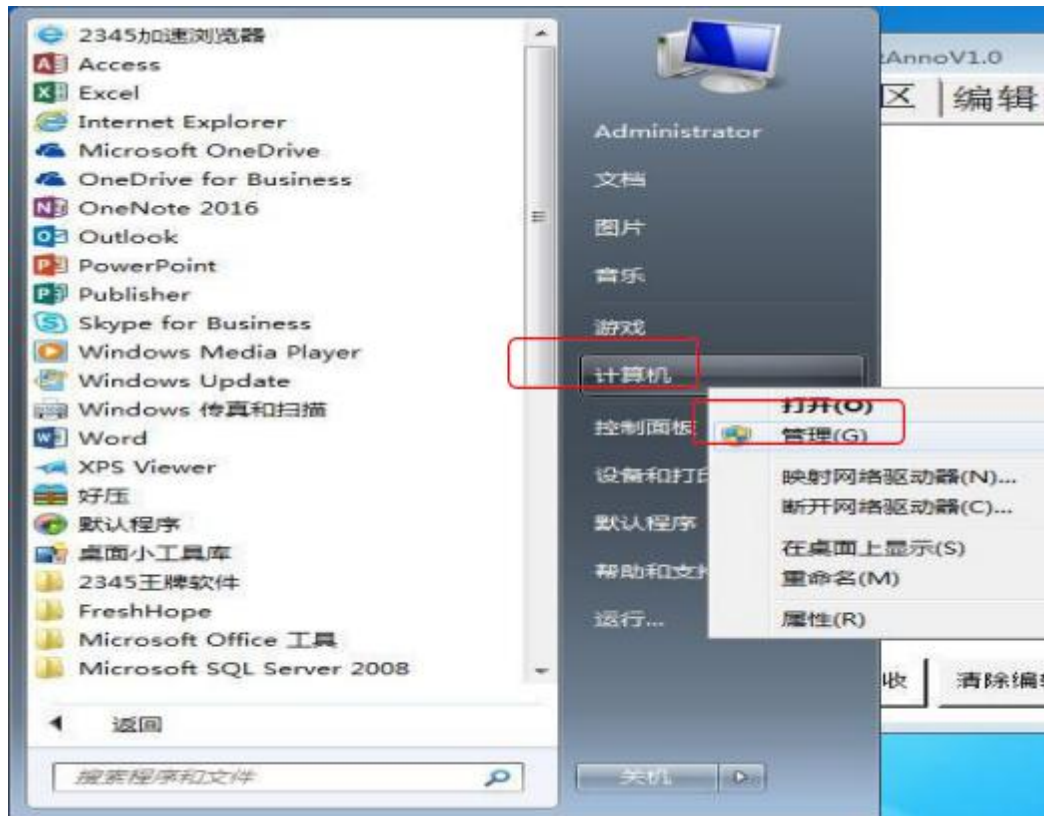 2345加速浏览器
Access
Excel
Internet Explorer
Microsoft OneDrive
OneDrive for Business
OneNote 2016
Outlook
PowerPoint
Publisher
Skype for Business
Windows Media Player
Windows Update
Windows 传真和扫描
Word
XPS Viewer
好压
默认程序
桌面小工具库
2345王牌软件
FreshHope
Microsoft Office 工具
Microsoft SQL Server 2008
返回
搜索程序和文件
Administrator
文档
图片
音乐
游戏
计算机
控制面板
设备和打印
默认程序
帮助和支持
运行...
关机
打开(O)
管理(G)
映射网络驱动器(N)...
断开网络驱动器(C)...
在桌面上显示(S)
重命名(M)
属性(R)
AnnoV1.0
区
编辑
收
清除编辑